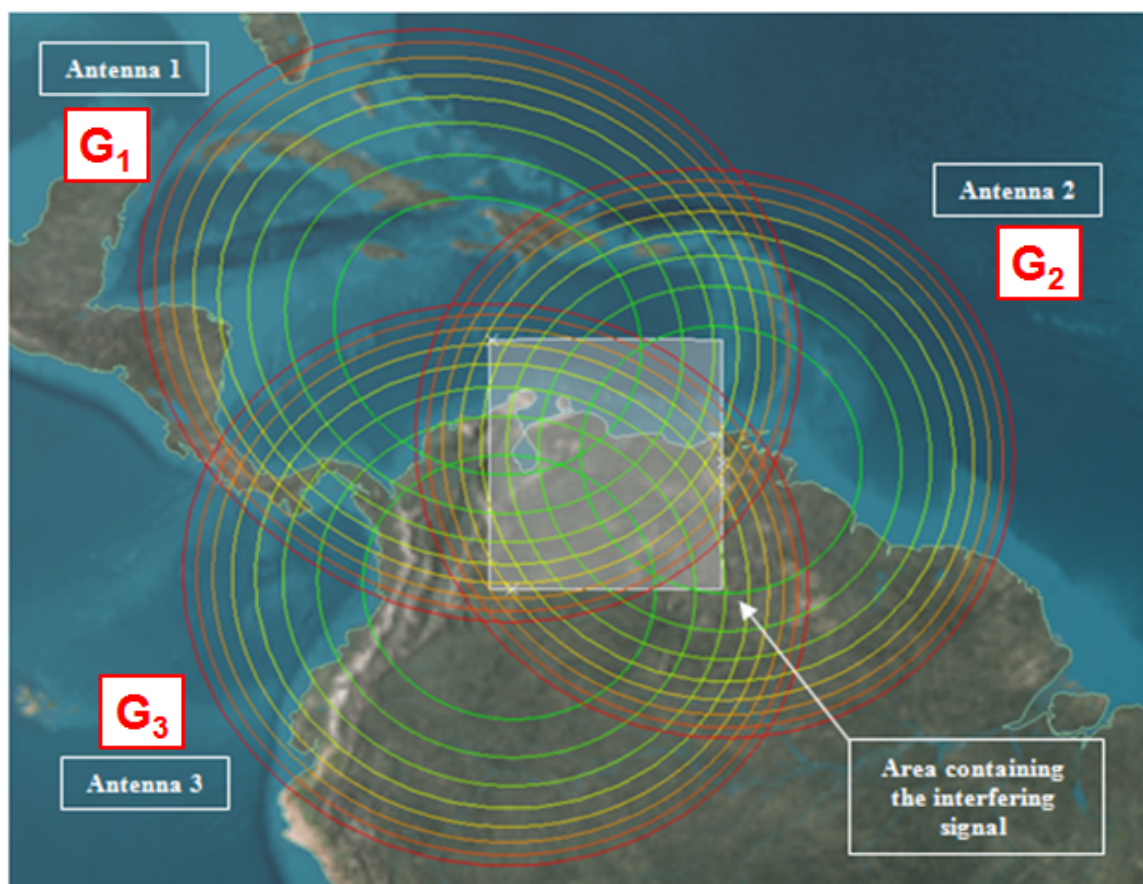 Antenna 1
G₁
Antenna 2
G₂
G₃
Antenna 3
Area containing
the interfering
signal